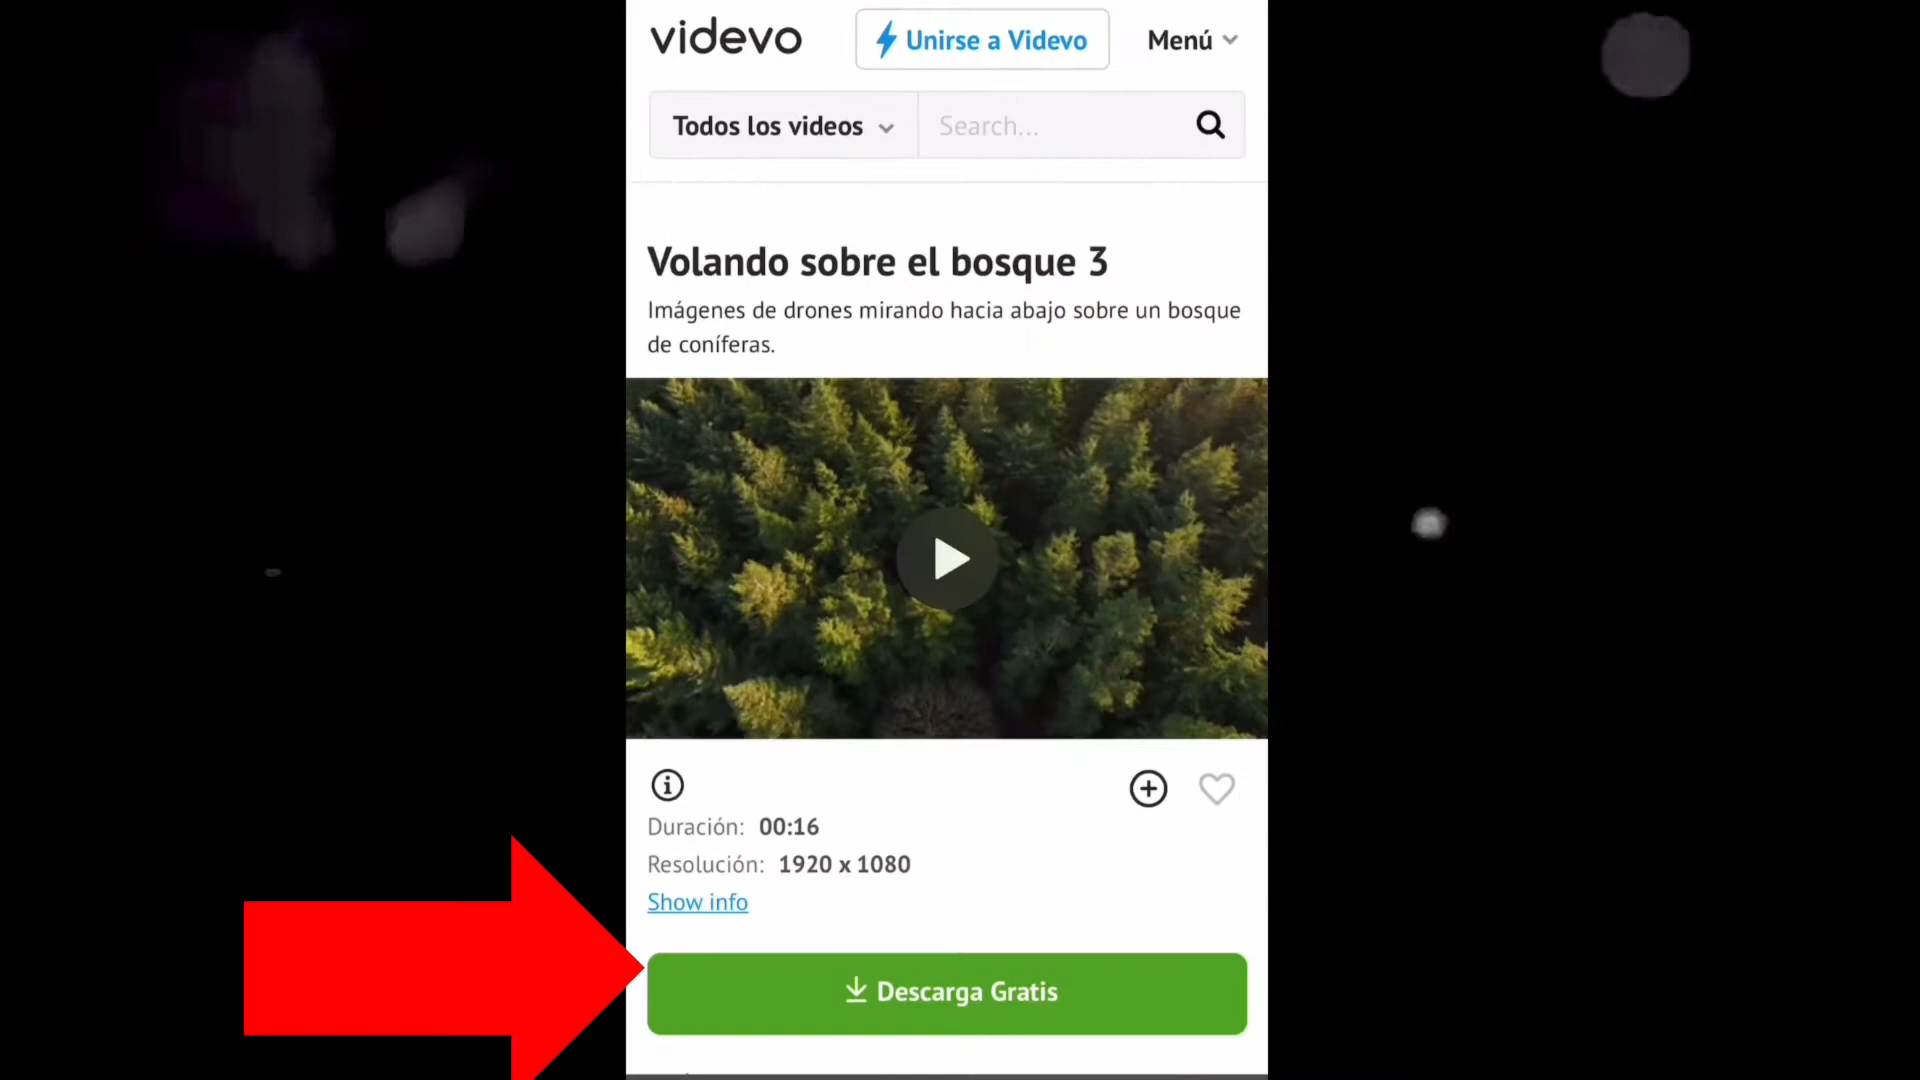 videvo
Unirse a Videvo
Menú
Todos los videos
Search...
Volando sobre el bosque 3
Imágenes de drones mirando hacia abajo sobre un bosque
de coníferas.
Duración: 00:16
Resolución: 1920 x 1080
Show info
Descarga Gratis